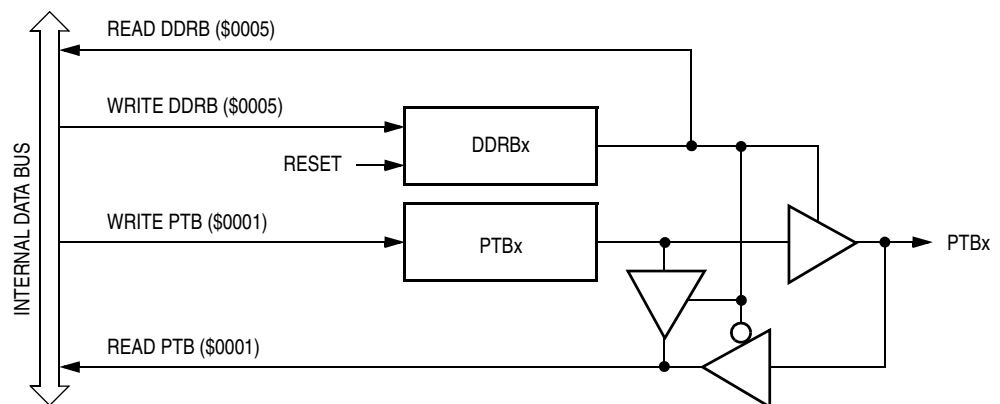 READ DDRB ($0005)
WRITE DDRB ($0005)
DDRBx
RESET
INTERNAL DATA BUS
WRITE PTB ($0001)
PTBx
PTBx
READ PTB ($0001)